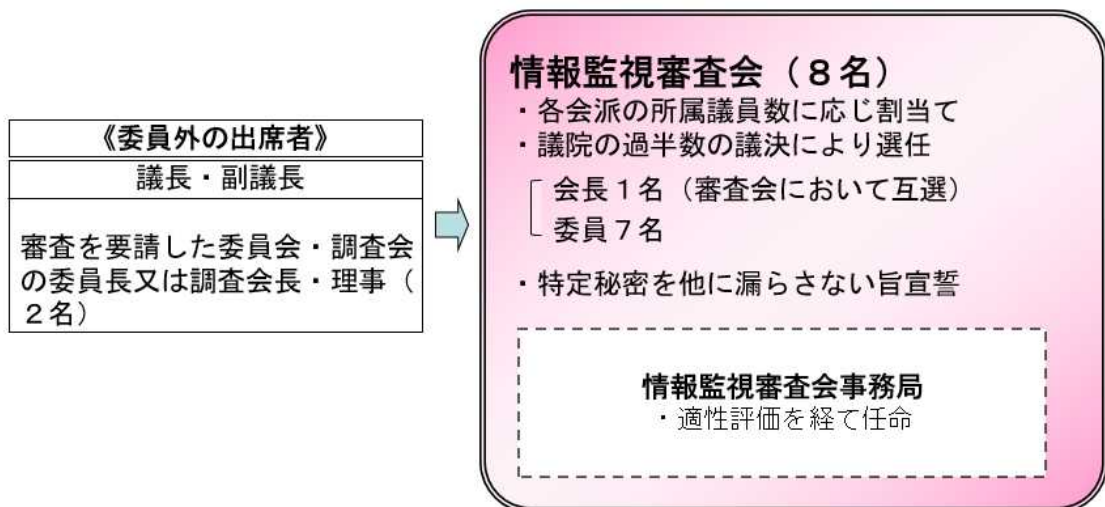 《委員外の出席者》
議長・副議長
審査を要請した委員会・調査会
の委員長又は調査会長・理事（
２名）
情報監視審査会（８名）
・各会派の所属議員数に応じ割当て
・議院の過半数の議決により選任
会長１名（審査会において互選）
委員７名
・特定秘密を他に漏らさない旨宣誓
情報監視審査会事務局
・適性評価を経て任命